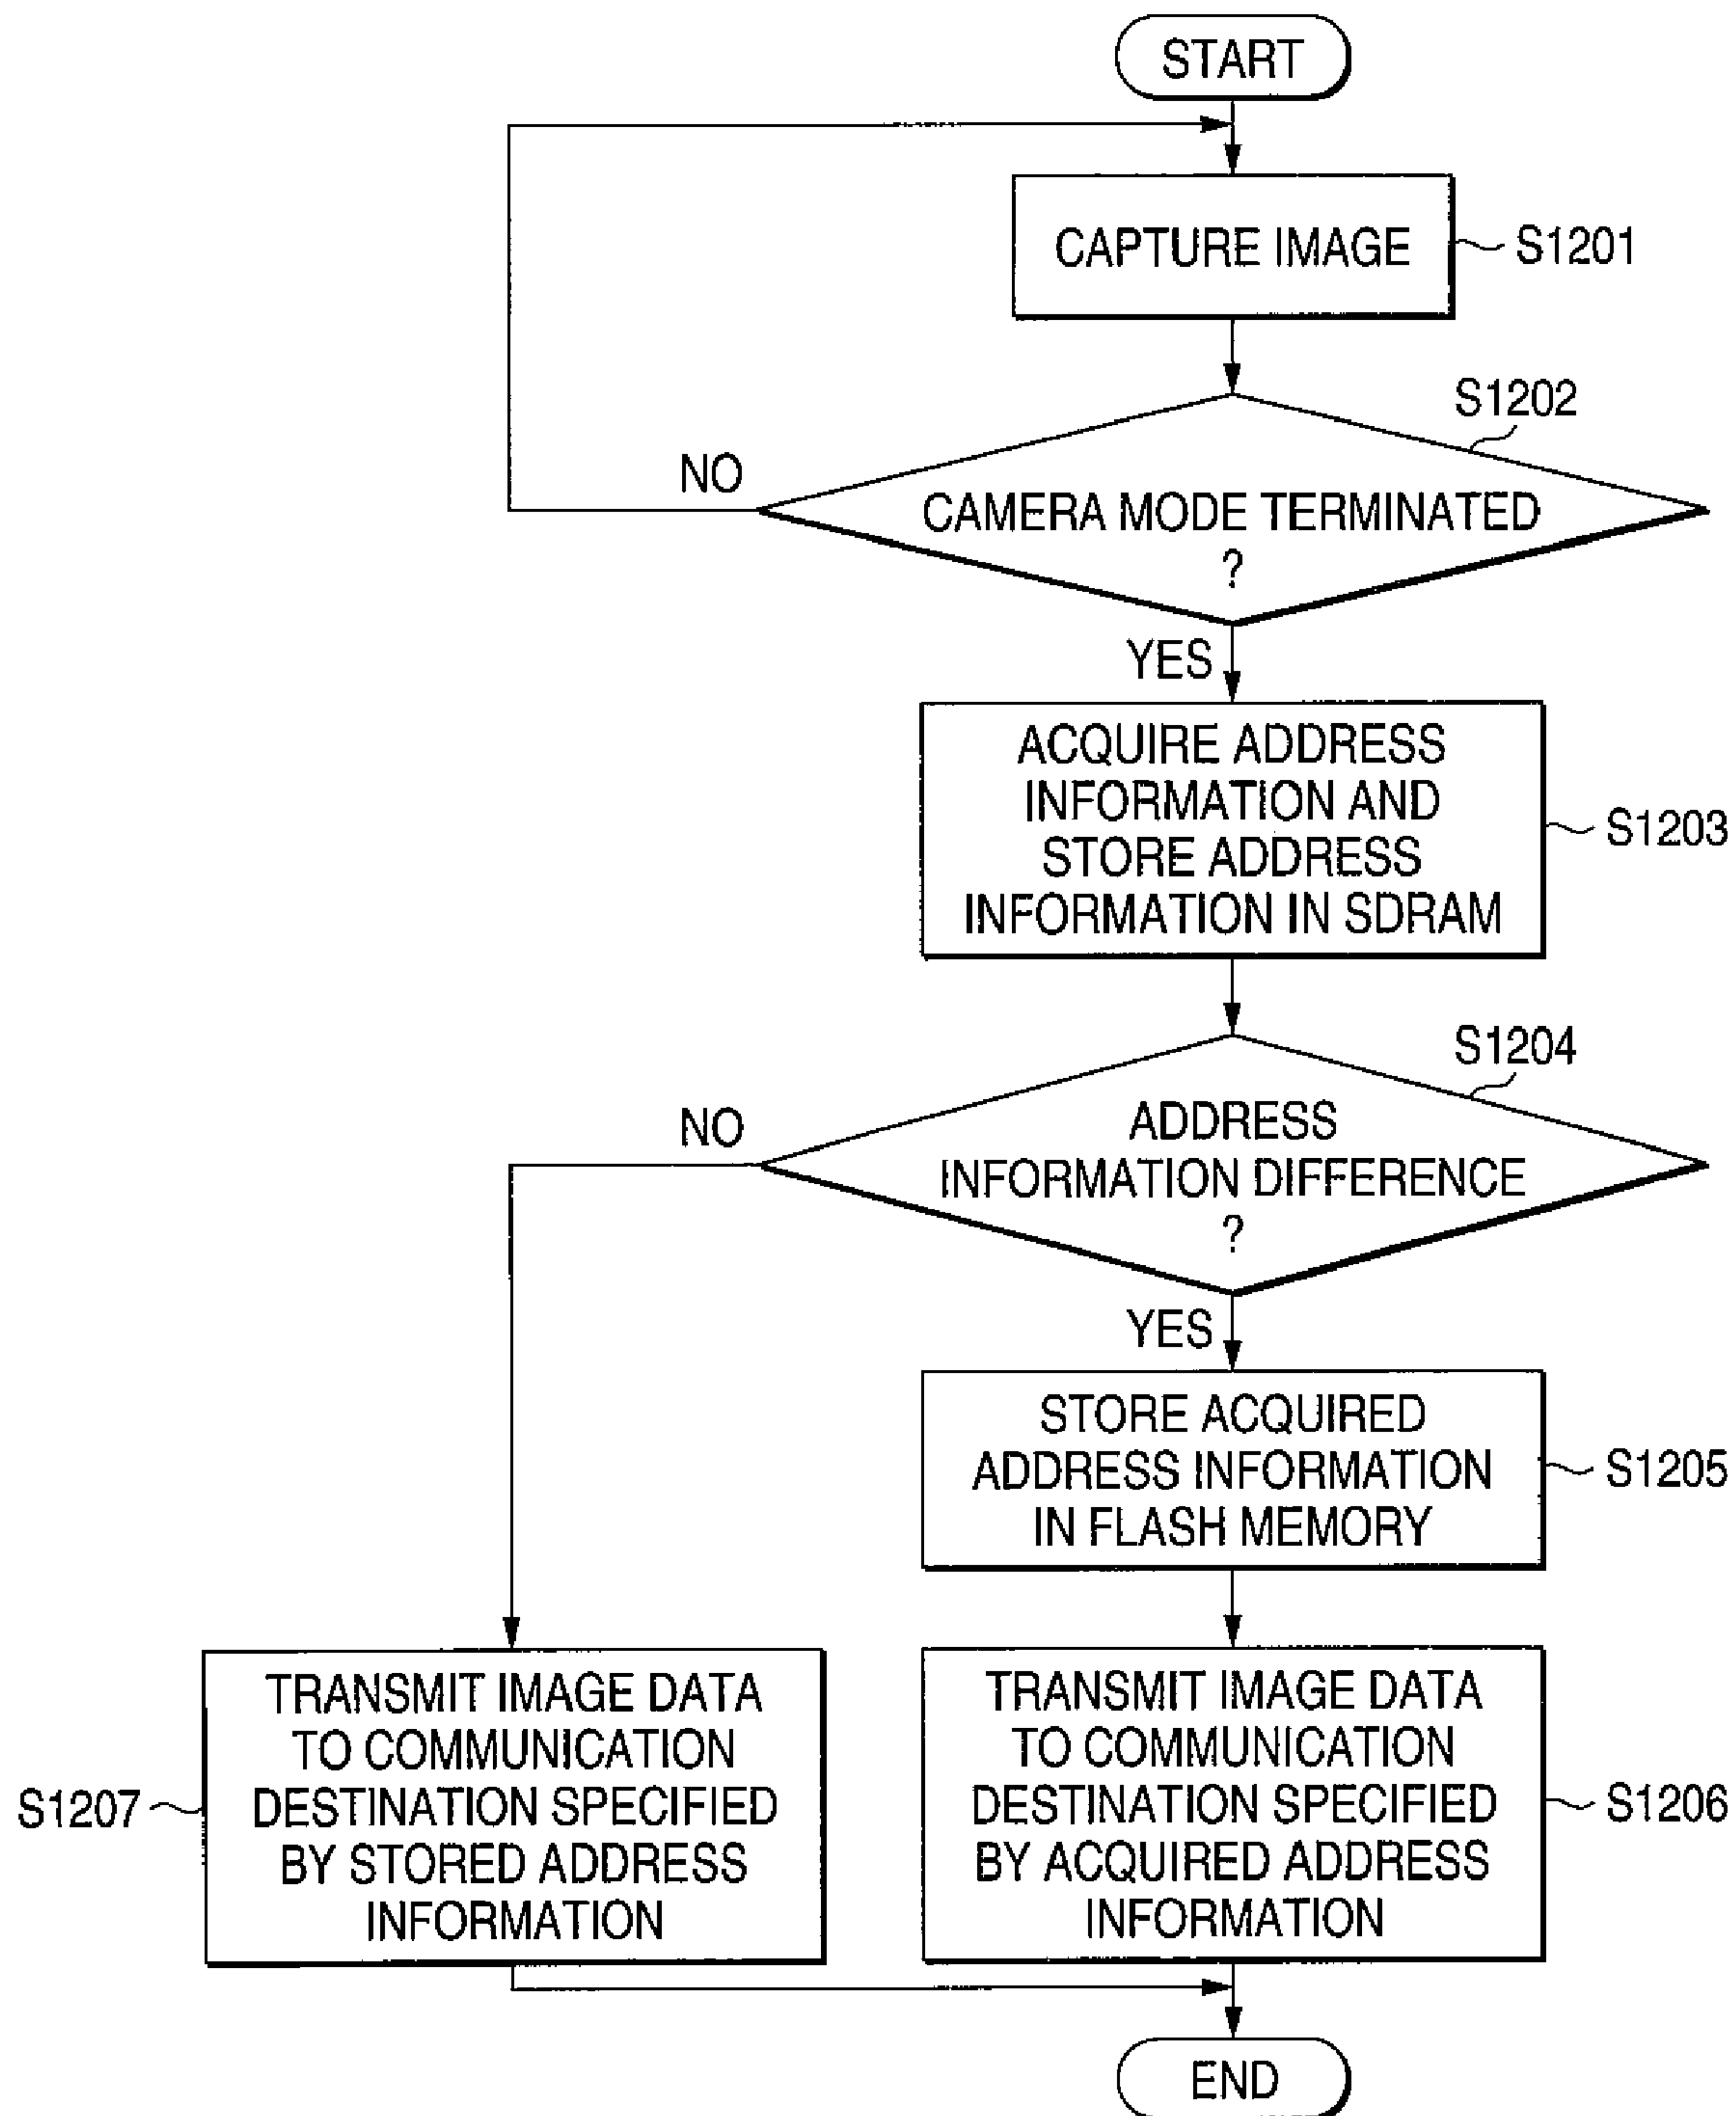 START
CAPTURE IMAGE
S1201
S1202
NO
CAMERA MODE TERMINATED
?
YES
ACQUIRE ADDRESS
INFORMATION AND
STORE ADDRESS
INFORMATION IN SDRAM
S1203
S1204
NO
ADDRESS
INFORMATION DIFFERENCE
?
YES
STORE ACQUIRED
ADDRESS INFORMATION
IN FLASH MEMORY
S1205
S1207
TRANSMIT IMAGE DATA
TO COMMUNICATION
DESTINATION SPECIFIED
BY STORED ADDRESS
INFORMATION
TRANSMIT IMAGE DATA
TO COMMUNICATION
DESTINATION SPECIFIED
BY ACQUIRED ADDRESS
INFORMATION
S1206
END